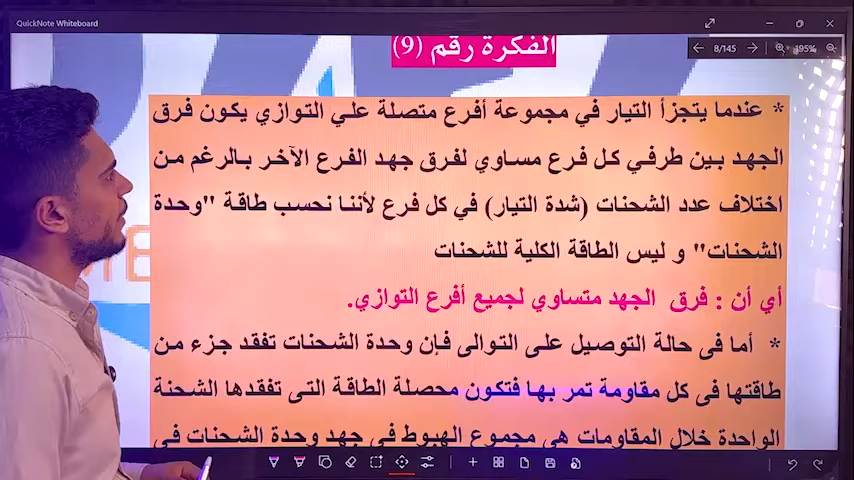 QuickNote Whiteboard
الفكرة رقم (9)
8/145
195%
* عندما يتجزأ التيار في مجموعة أفرع متصلة علي التوازي يكون فرق
الجهد بين طرفي كل فرع مساوي لفرق جهد الفرع الآخر بالرغم من
اختلاف عدد الشحنات (شدة التيار) في كل فرع لأننا نحسب طاقة "وحدة
الشحنات" و ليس الطاقة الكلية للشحنات
أي أن : فرق الجهد متساوي لجميع أفرع التوازي.
* أما فى حالة التوصيل على التوالى فإن وحدة الشحنات تفقد جزء من
طاقتها فى كل مقاومة تمر بها فتكون محصلة الطاقة التى تفقدها الشحنة
الواحدة خلال المقاومات هى مجموع الهبوط فى جهد وحدة الشحنات فى